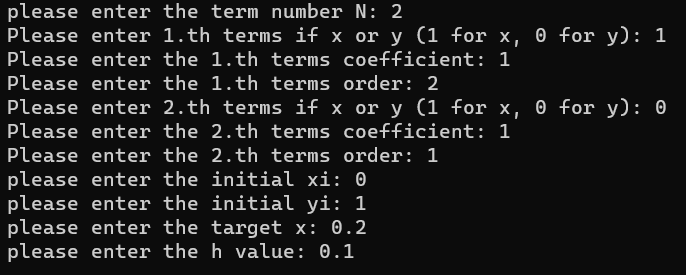 please enter the term number N: 2
Please enter 1.th terms if x or y (1 for x, 0 for y): 1
Please enter the 1.th terms coefficient: 1
Please enter the 1.th terms order: 2
Please enter 2.th terms if x or y (1 for x, 0 for y): 0
Please enter the 2.th terms coefficient: 1
Please enter the 2.th terms order: 1
please enter the initial xi: 0
please enter the initial yi: 1
please enter the target x: 0.2
please enter the h value: 0.1